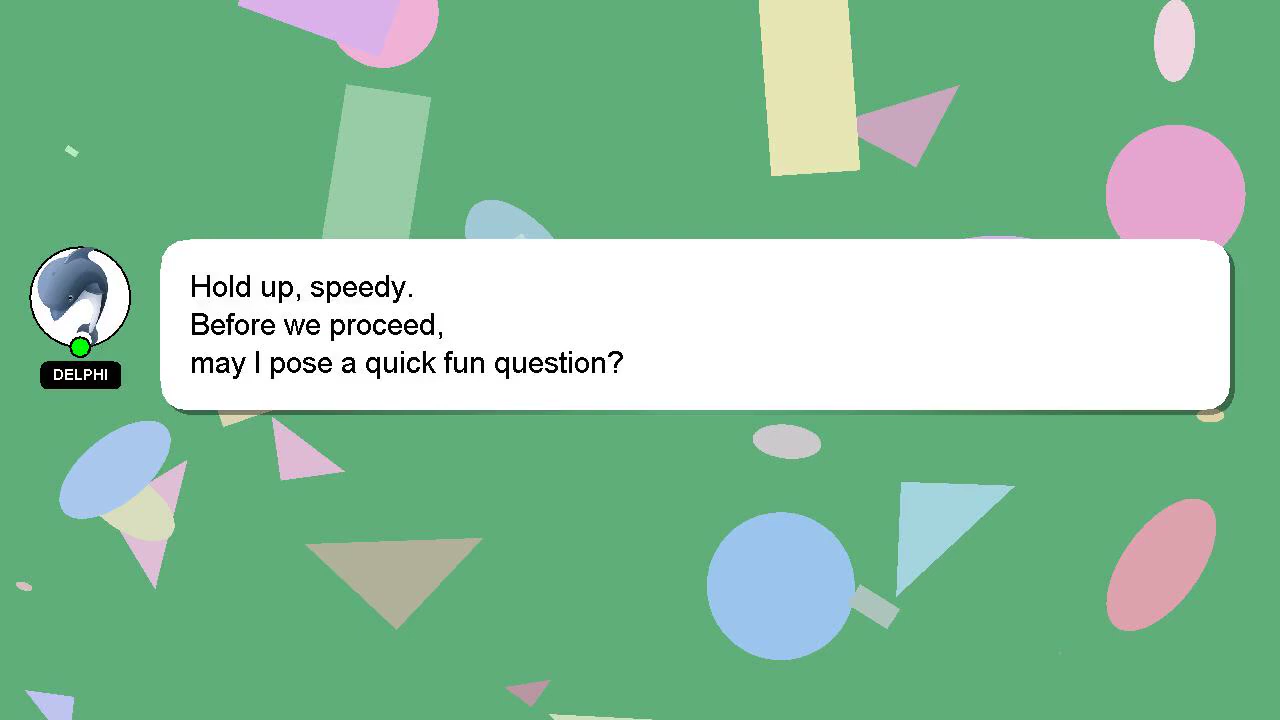 Hold up, speedy.
Before we proceed,
may I pose a quick fun question?
DELPHI